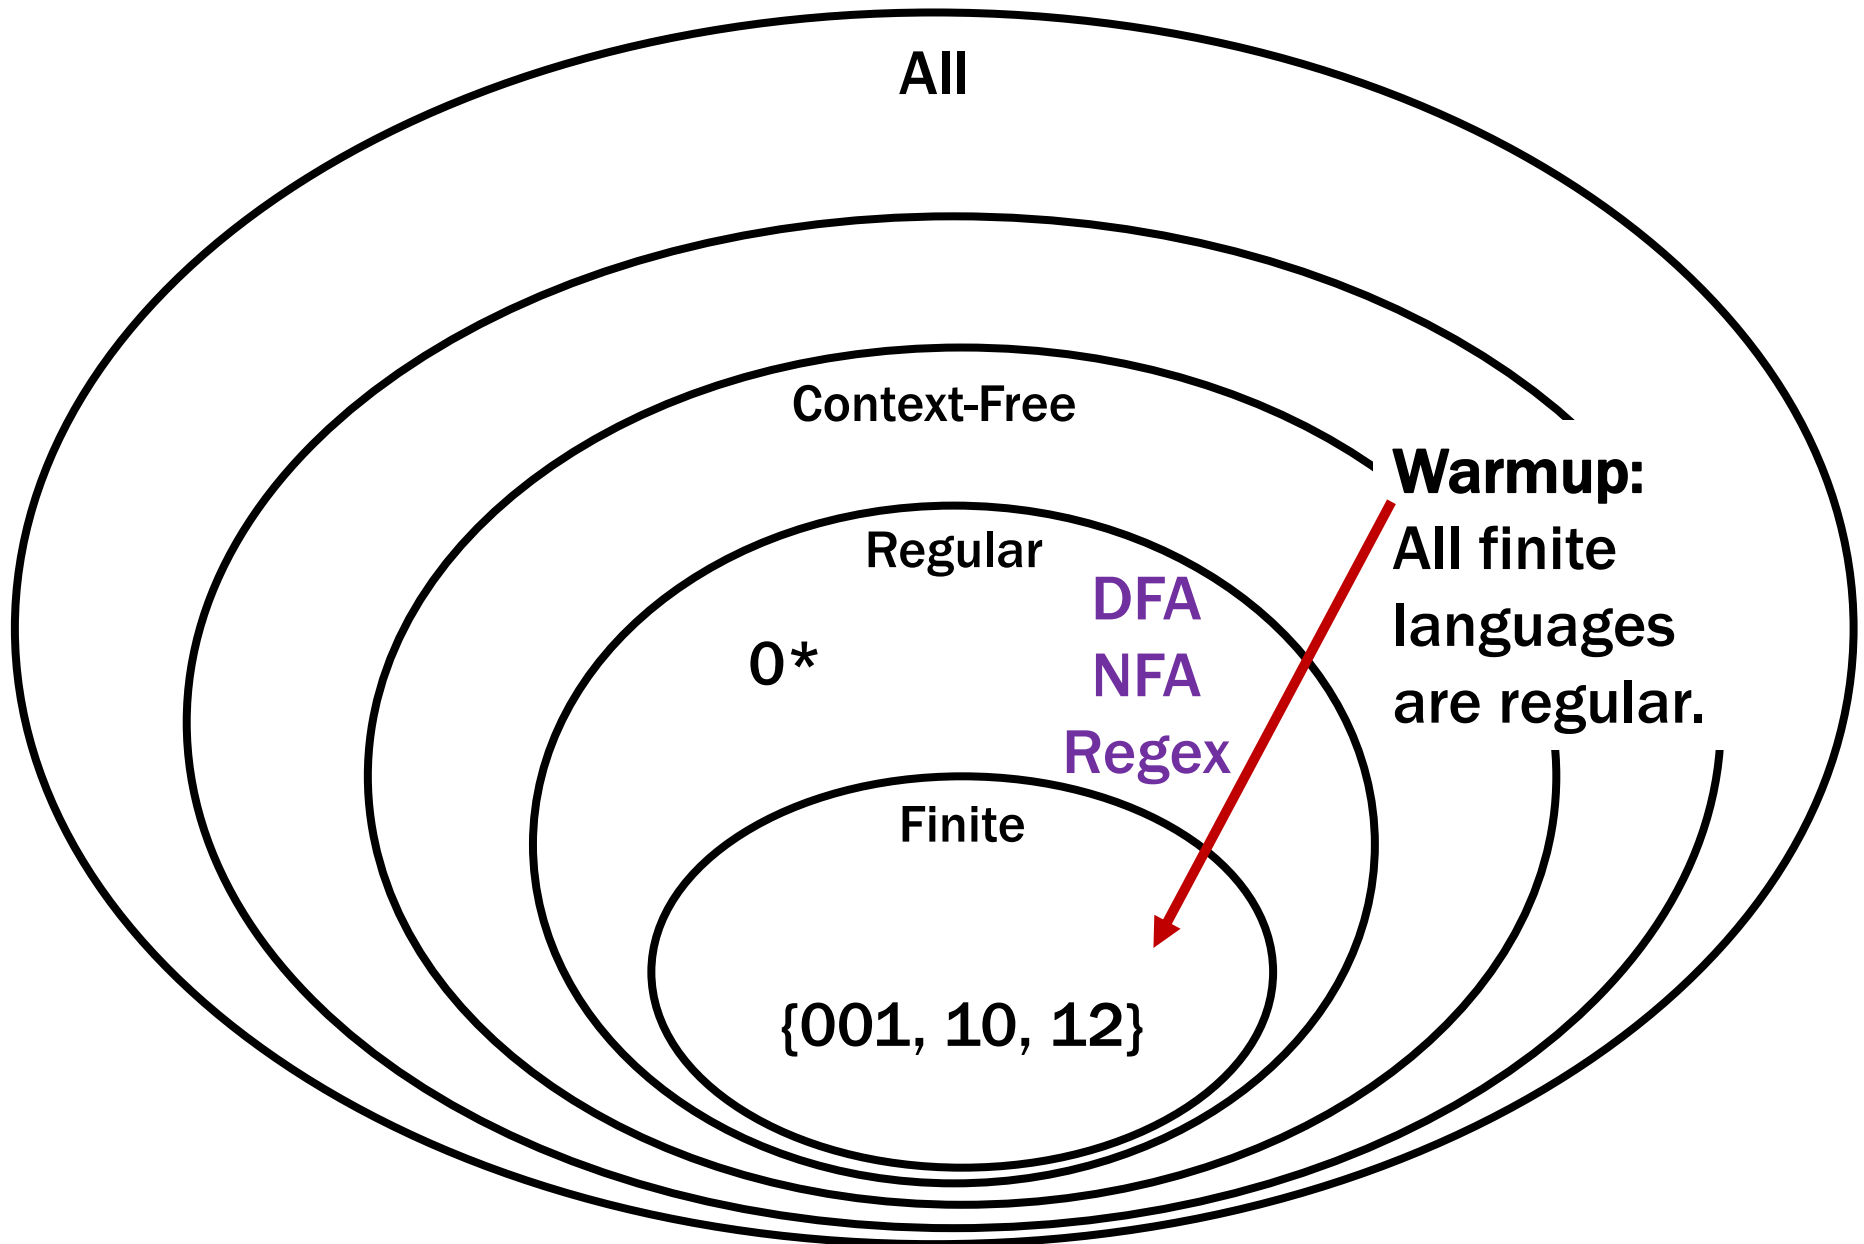 All
Context-Free
Warmup:
All finite
languages
are regular.
Regular
DFA
0*
NFA
Regex
Finite
{001, 10, 12}